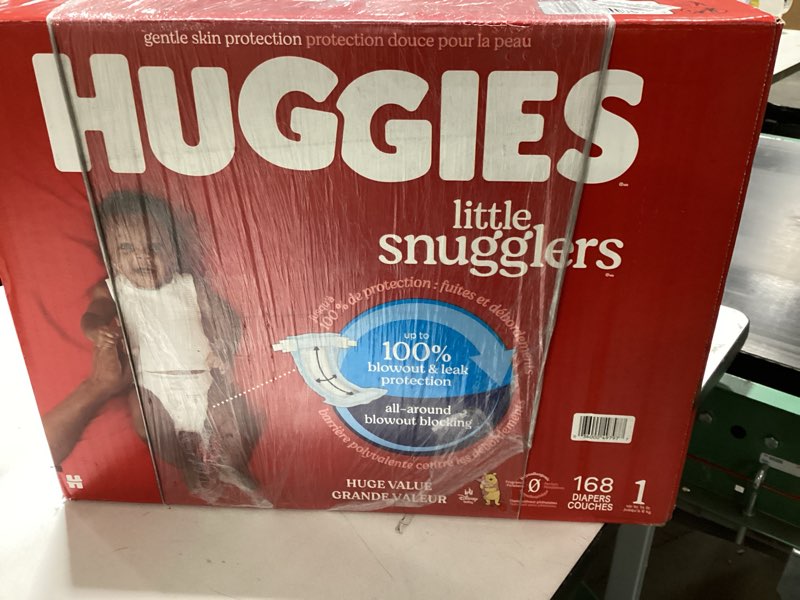 gentle skin protection protection douce pour la peau
HUGGIES
little
snugglers
jusqu'à 100 % de protection : fuites et débordements
up to
100%
blowout & leak
protection
all-around
blowout blocking
barrière polyvalente contre les débordements
HUGE VALUE
GRANDE VALEUR
Disney
168
DIAPERS
COUCHES
1
H